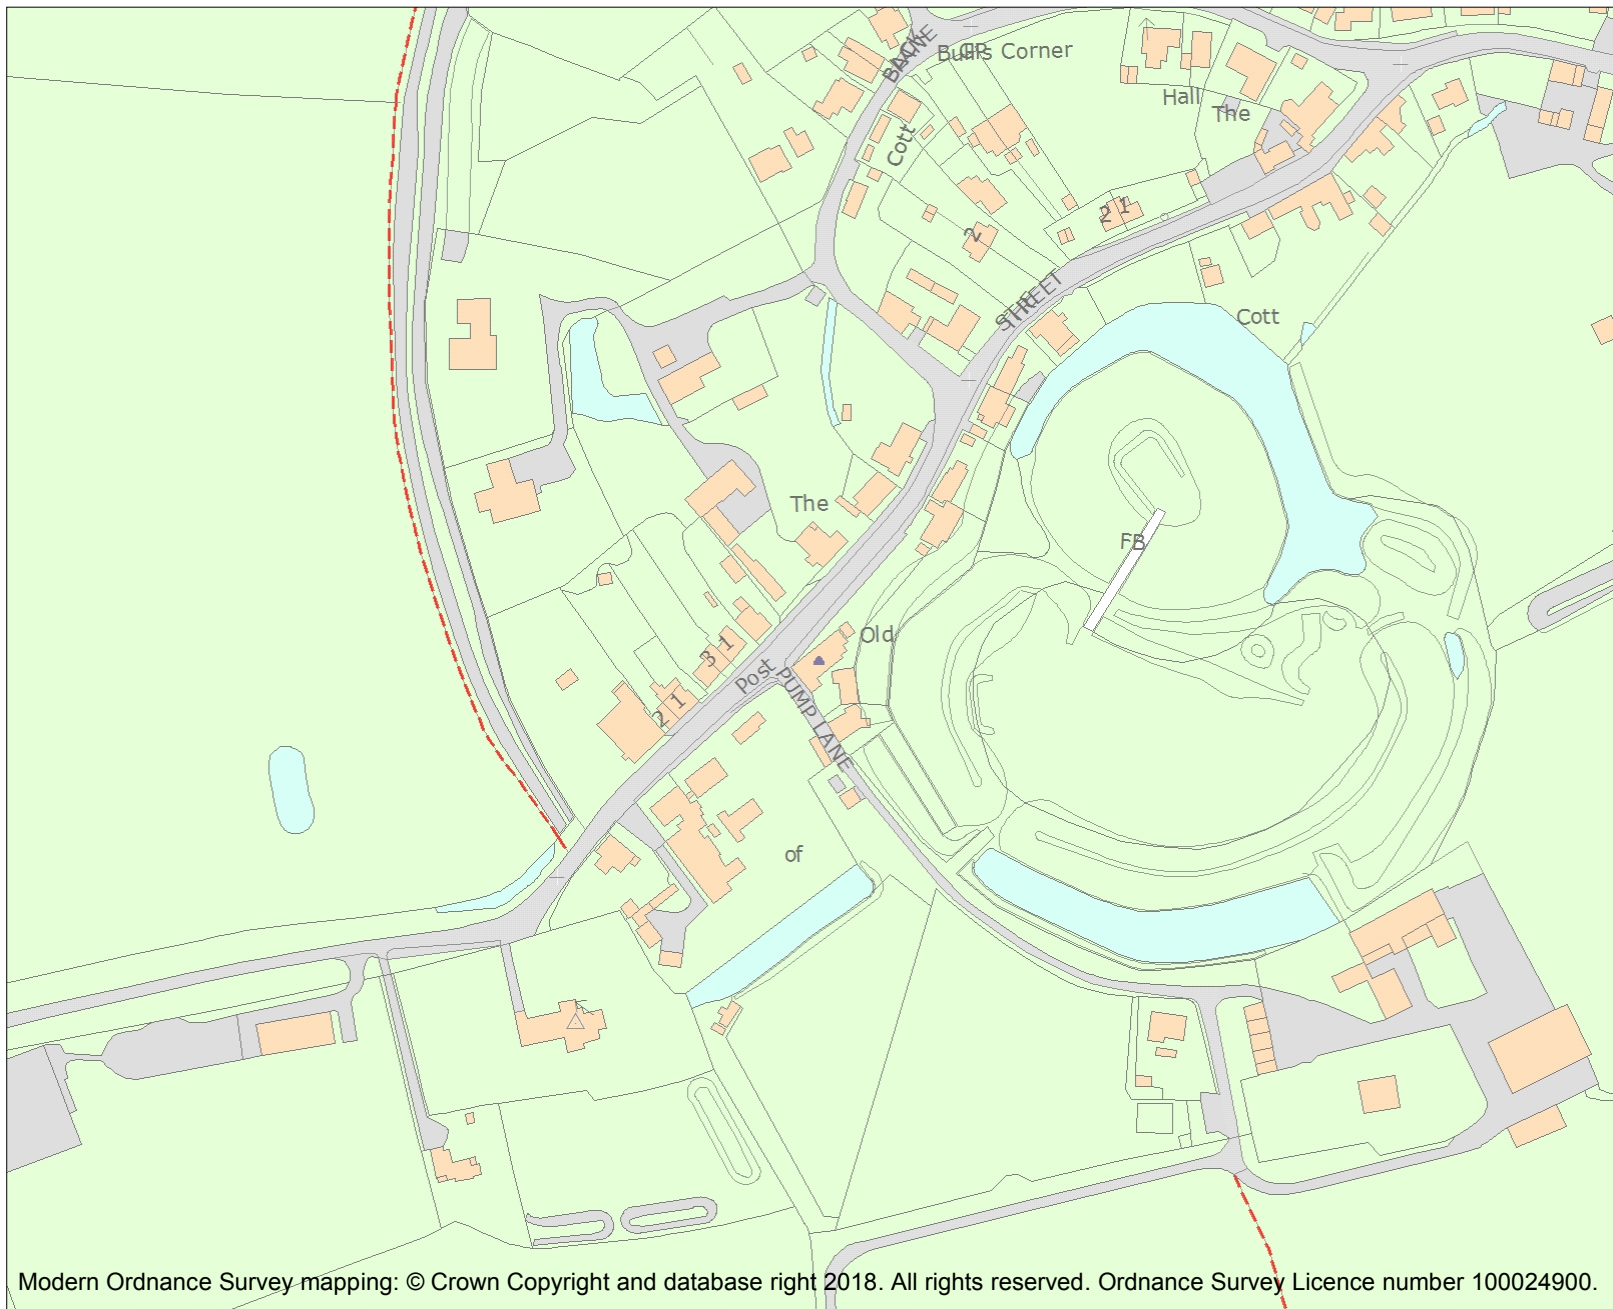 BACK
LANE
Bulls Corner
Hall
The
Cott
2 1
2
THE
STREET
Cott
The
FB
Old
3 1
Post
PUMP LANE
2 1
of
Modern Ordnance Survey mapping: © Crown Copyright and database right 2018. All rights reserved. Ordnance Survey Licence number 100024900.